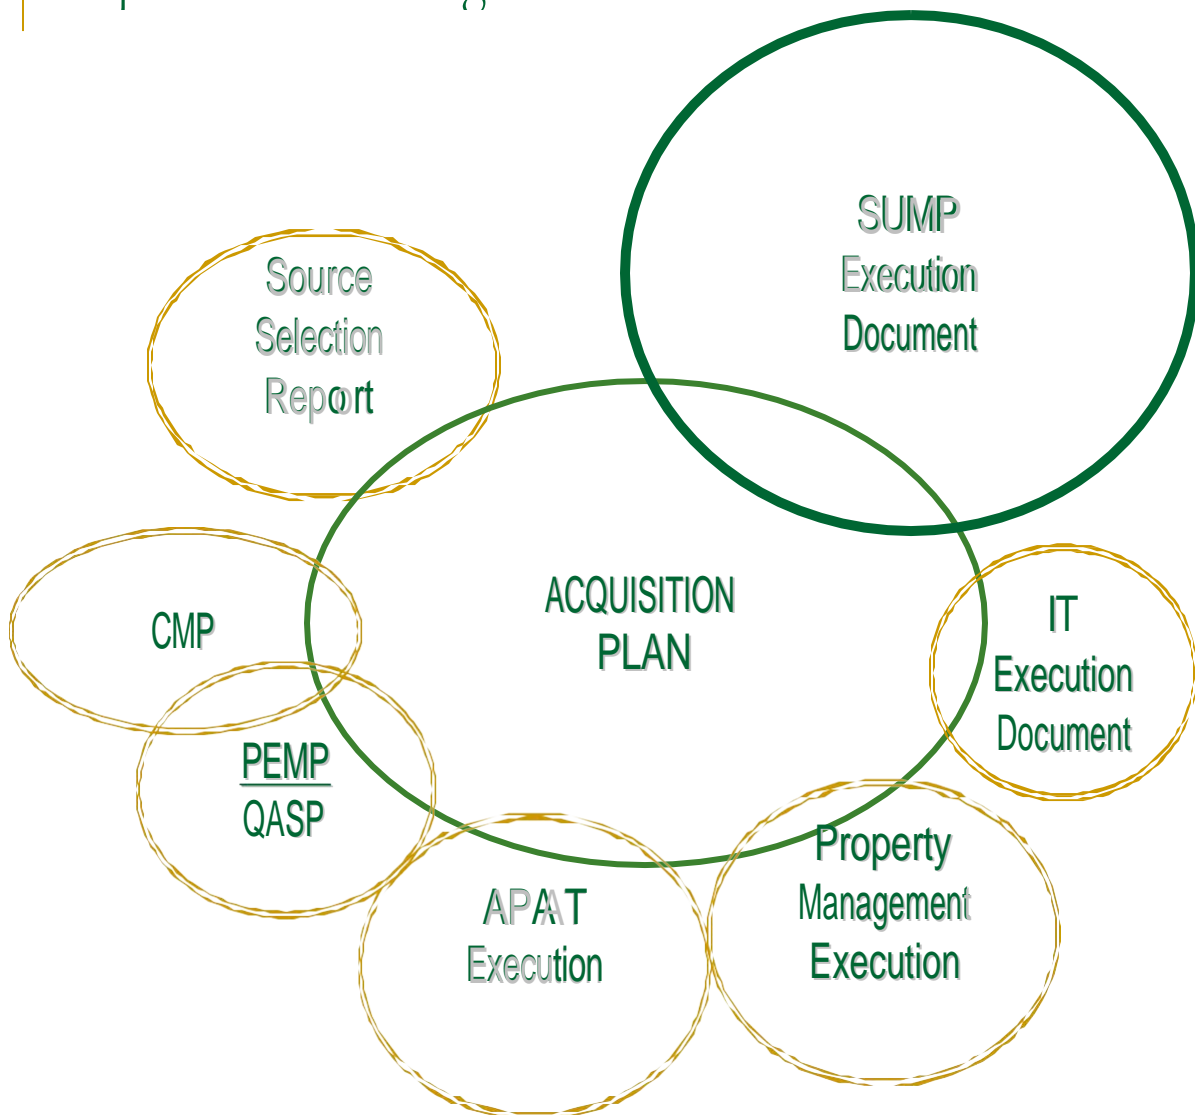 SUMP
Execution
Document
Source
Selection
Report
ACQUISITION
PLAN
CMP
IT
Execution
Document
PEMP
QASP
Property
Management
Execution
APAT
Execution